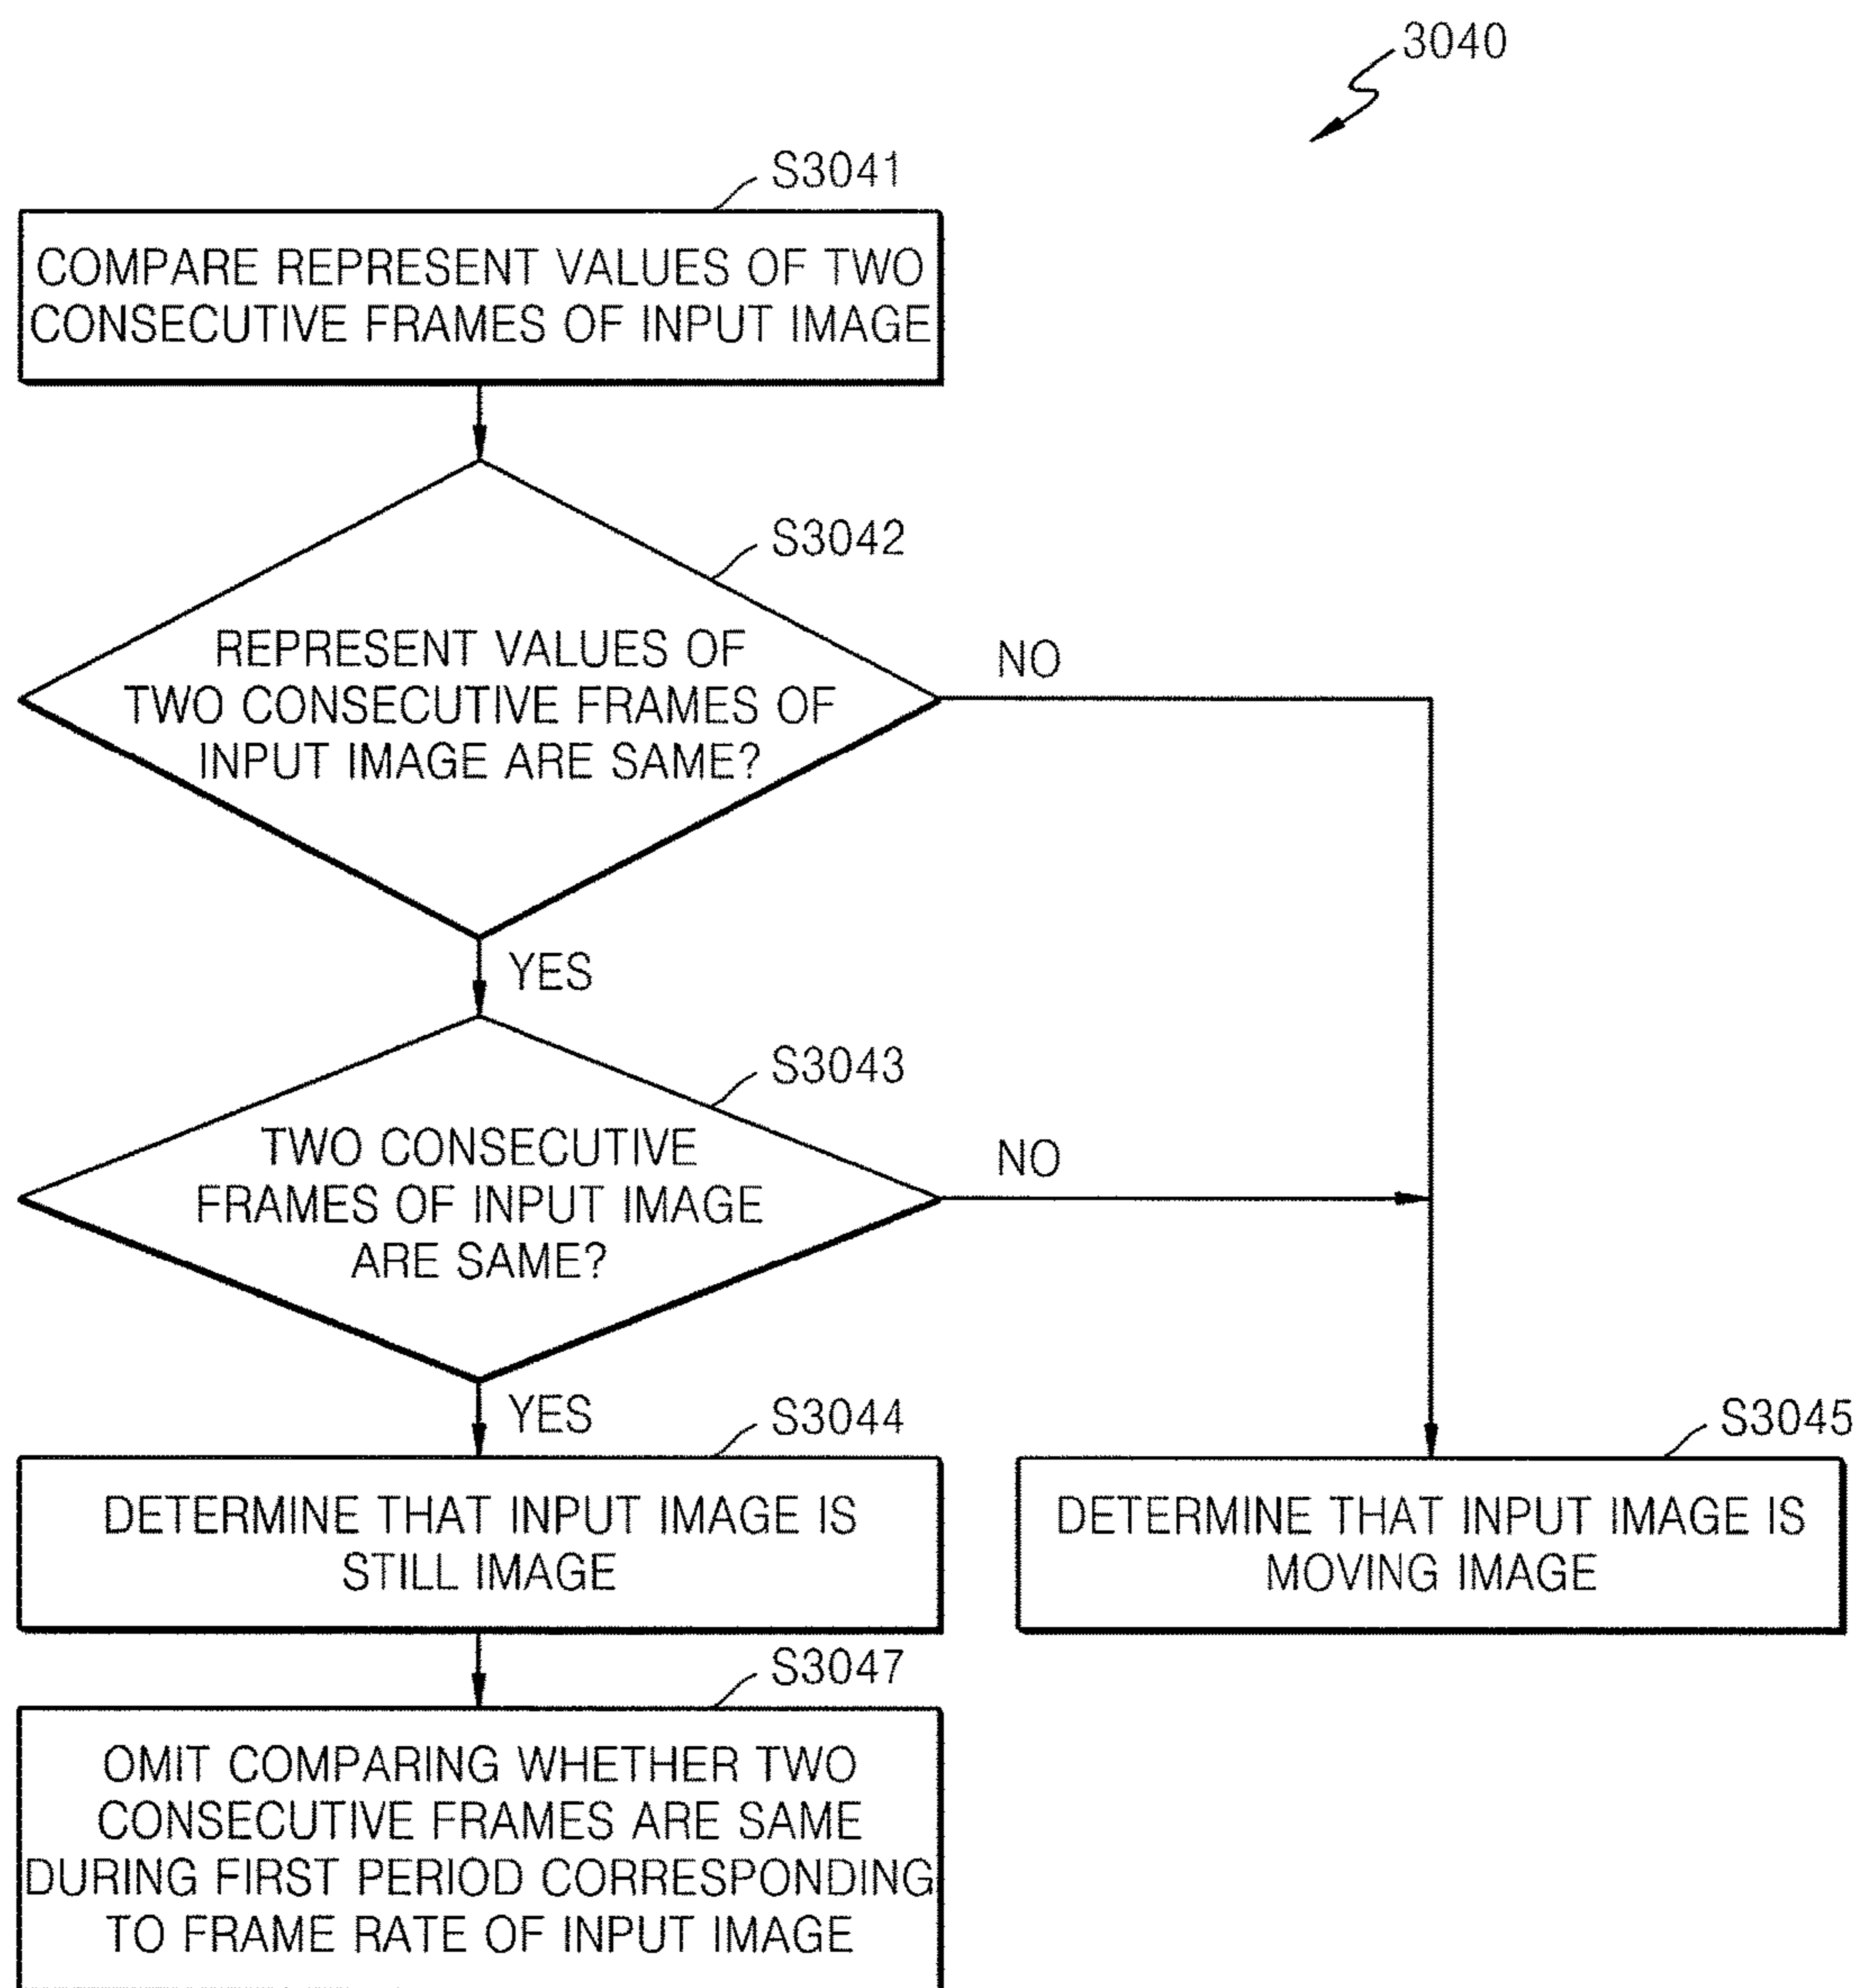 3040
S3041
COMPARE REPRESENT VALUES OF TWO
CONSECUTIVE FRAMES OF INPUT IMAGE
S3042
REPRESENT VALUES OF
TWO CONSECUTIVE FRAMES OF
INPUT IMAGE ARE SAME?
NO
YES
S3043
TWO CONSECUTIVE
FRAMES OF INPUT IMAGE
ARE SAME?
NO
YES
S3044
DETERMINE THAT INPUT IMAGE IS
STILL IMAGE
S3045
DETERMINE THAT INPUT IMAGE IS
MOVING IMAGE
S3047
OMIT COMPARING WHETHER TWO
CONSECUTIVE FRAMES ARE SAME
DURING FIRST PERIOD CORRESPONDING
TO FRAME RATE OF INPUT IMAGE